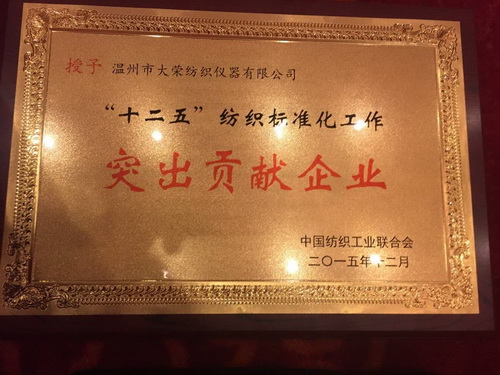 授予 温州市大荣纺织仪器有限公司
“十二五”纺织标准化工作
突出贡献企业
中国纺织工业联合会
二〇一五年十二月